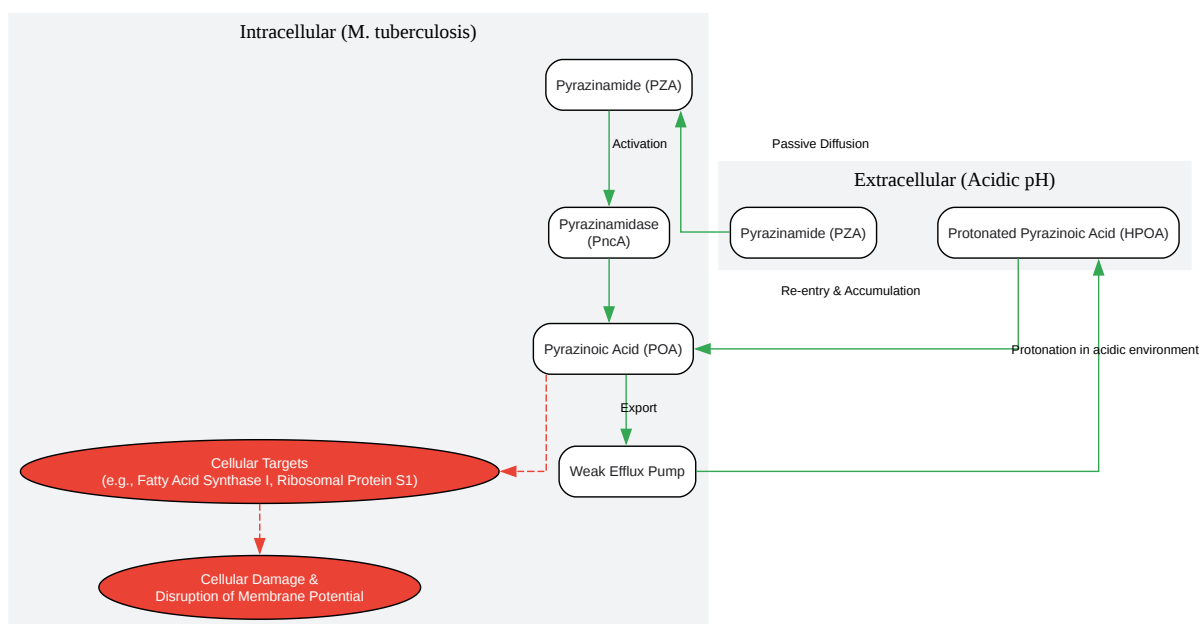 Intracellular (M. tuberculosis)
Pyrazinamide (PZA)
Activation
Passive Diffusion
Extracellular (Acidic pH)
Pyrazinamidase
(PncA)
Pyrazinamide (PZA)
Protonated Pyrazinoic Acid (HPOA)
Re-entry & Accumulation
Pyrazinoic Acid (POA)
Protonation in acidic environment
Export
Weak Efflux Pump
Cellular Targets
(e.g., Fatty Acid Synthase I, Ribosomal Protein S1)
Cellular Damage &
Disruption of Membrane Potential